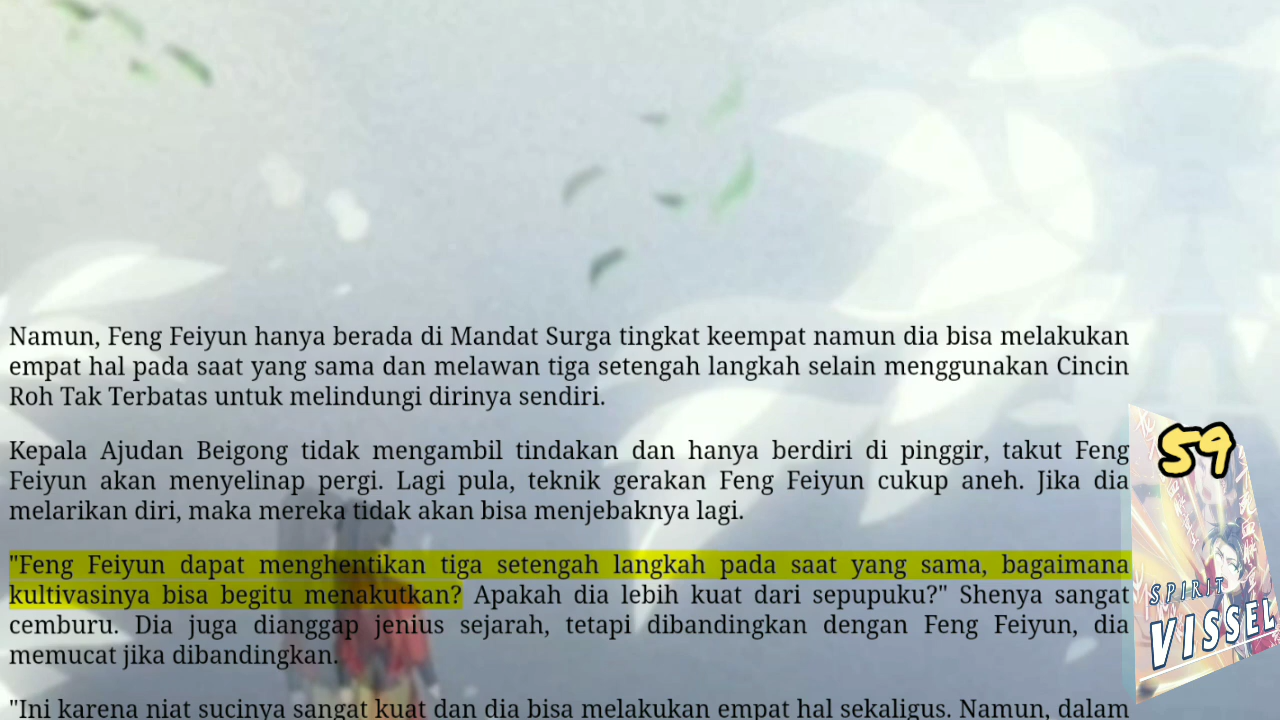 Namun, Feng Feiyun hanya berada di Mandat Surga tingkat keempat namun dia bisa melakukan
empat hal pada saat yang sama dan melawan tiga setengah langkah selain menggunakan Cincin
Roh Tak Terbatas untuk melindungi dirinya sendiri.
Kepala Ajudan Beigong tidak mengambil tindakan dan hanya berdiri di pinggir, takut Feng
Feiyun akan menyelinap pergi. Lagi pula, teknik gerakan Feng Feiyun cukup aneh. Jika dia
melarikan diri, maka mereka tidak akan bisa menjebaknya lagi.
"Feng Feiyun dapat menghentikan tiga setengah langkah pada saat yang sama, bagaimana
kultivasinya bisa begitu menakutkan? Apakah dia lebih kuat dari sepupuku?" Shenya sangat
cemburu. Dia juga dianggap jenius sejarah, tetapi dibandingkan dengan Feng Feiyun, dia
memucat jika dibandingkan.
"Ini karena niat sucinya sangat kuat dan dia bisa melakukan empat hal sekaligus. Namun, dalam
59
SPIRIT
VISSEL